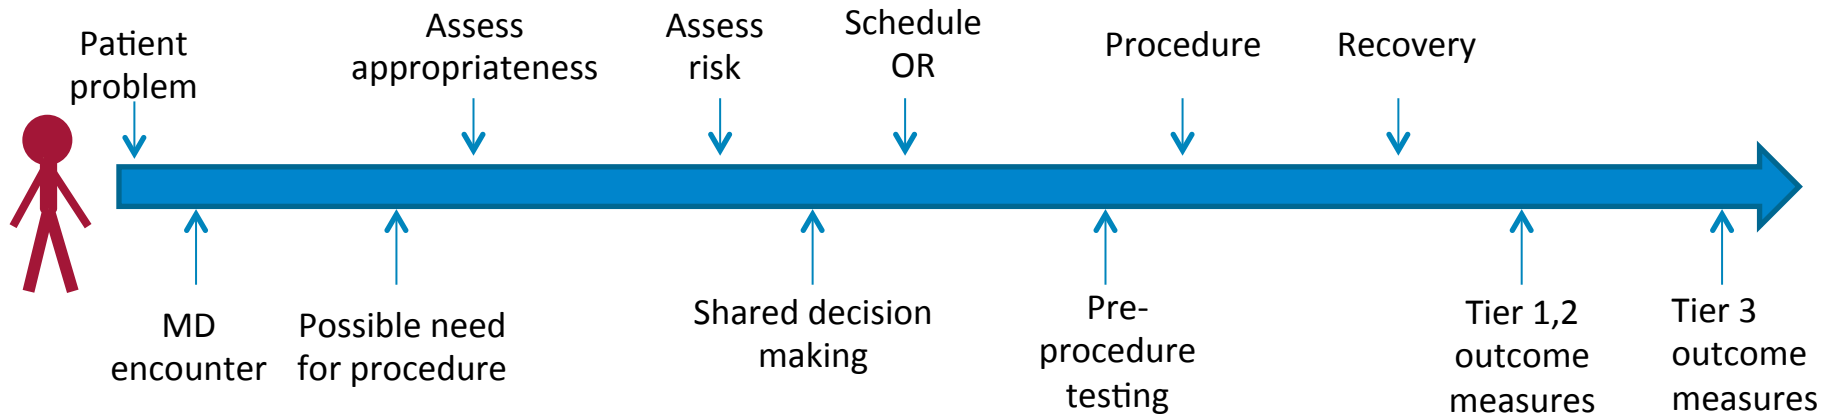 Patient
problem
Assess
appropriateness
Assess
risk
Schedule
OR
Procedure
Recovery
MD
encounter
Possible need
for procedure
Shared decision
making
Pre-
procedure
testing
Tier 1,2
outcome
measures
Tier 3
outcome
measures